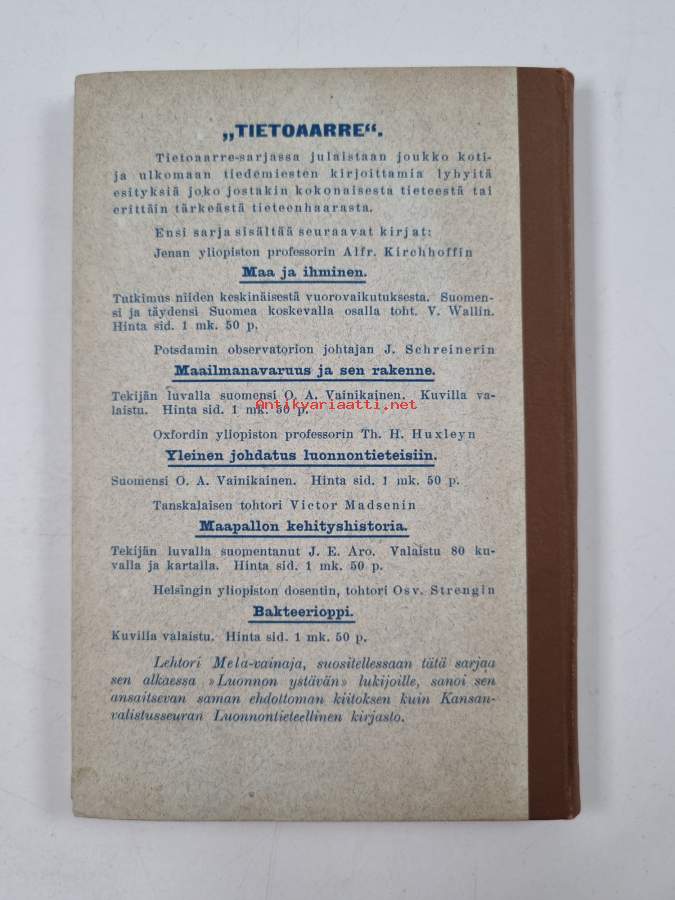 „TIETOAARRE“.
Tietoaarre-sarjassa julaistaan joukko koti-
ja ulkomaan tiedemiesten kirjoittamia lyhyitä
esityksiä joko jostakin kokonaisesta tieteestä tai
erittäin tärkeästä tieteenhaarasta.
Ensi sarja sisältää seuraavat kirjat:
Jenan yliopiston professorin Alfr. Kirchhoffin
Maa ja ihminen.
Tutkimus niiden keskinäisestä vuorovaikutuksesta. Suomen-
si ja täydensi Suomea koskevalla osalla toht. V. Wallin.
Hinta sid. 1 mk. 50 p.
Potsdamin observatorion johtajan J. Schreinerin
Maailmanavaruus ja sen rakenne.
Tekijän luvalla suomensi O. A. Vainikainen. Kuvilla va-
laistu. Hinta sid. 1 mk. 50 p.
Antikvariaatti.net
Oxfordin yliopiston professorin Th. H. Huxleyn
Yleinen johdatus luonnontieteisiin.
Suomensi O. A. Vainikainen. Hinta sid. 1 mk. 50 p.
Tanskalaisen tohtori Victor Madsenin
Maapallon kehityshistoria.
Tekijän luvalla suomentanut J. E. Aro. Valaistu 80 ku-
valla ja kartalla. Hinta sid. 1 mk. 50 p.
Helsingin yliopiston dosentin, tohtori Osv. Strengin
Bakteerioppi.
Kuvilla valaistu. Hinta sid. 1 mk. 50 p.
Lehtori Mela-vainaja, suositellessaan tätä sarjaa
sen alkaessa »Luonnon ystävän» lukijoille, sanoi sen
ansaitsevan saman ehdottoman kiitoksen kuin Kansan-
valistusseuran Luonnontieteellinen kirjasto.